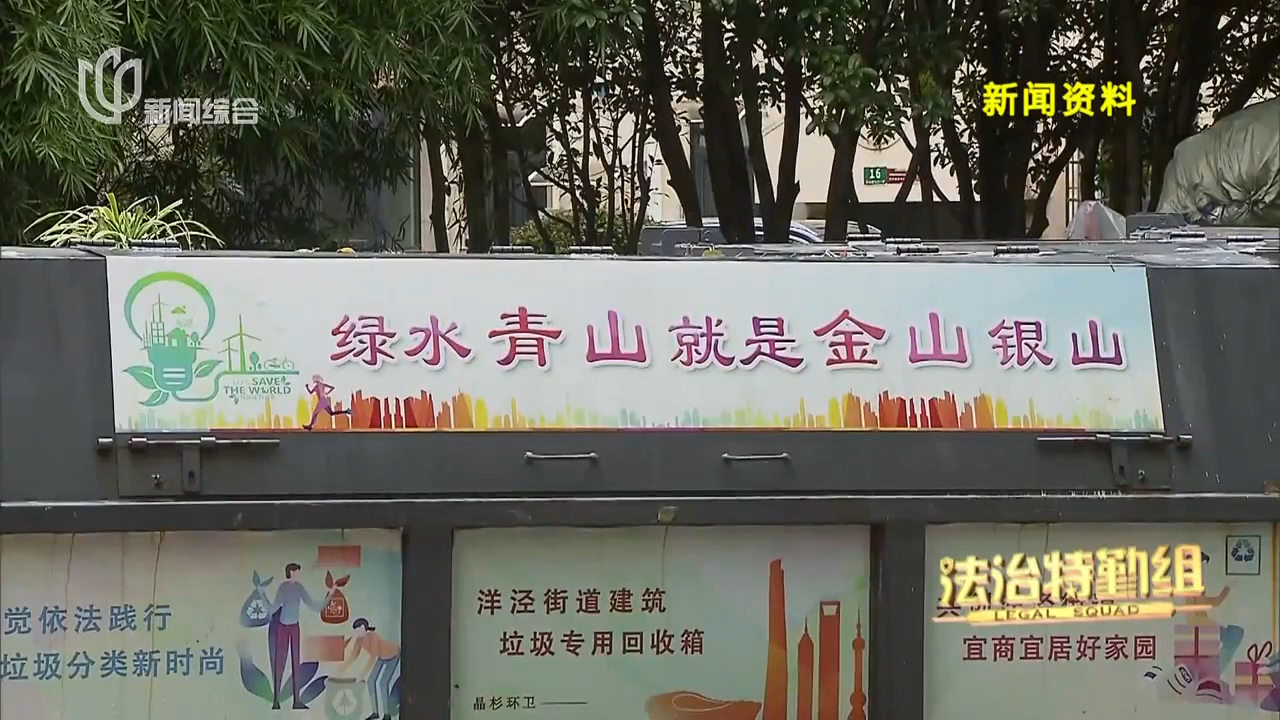 新闻综合
新闻资料
16
绿水青山就是金山银山
SAVE
THE WORLD
TOGETHER
觉依法践行
垃圾分类新时尚
洋泾街道建筑
垃圾专用回收箱
晶杉环卫
法治特勤组
LEGAL SQUAD
宜商宜居好家园